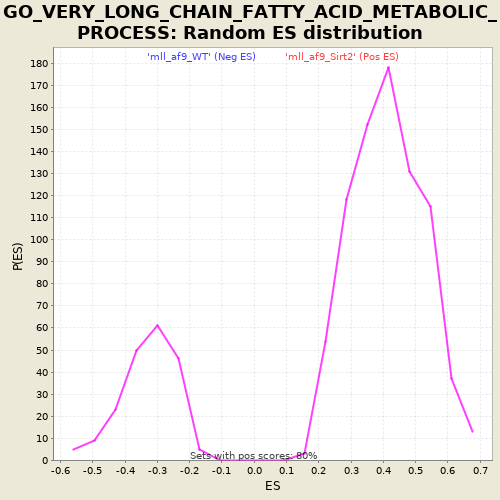 GO_VERY_LONG_CHAIN_FATTY_ACID_METABOLIC_
PROCESS: Random ES distribution
'mll_af9_WT' (Neg ES) 'mll_af9_Sirt2' (Pos ES)
P(ES)
180
170
160
150
140
130
120
110
100
90
80
70
60
50
40
30
20
10
0
Sets with pos scores: 80%
-0.6 -0.5 -0.4 -0.3 -0.2 -0.1 0.0 0.1 0.2 0.3 0.4 0.5 0.6 0.7
ES